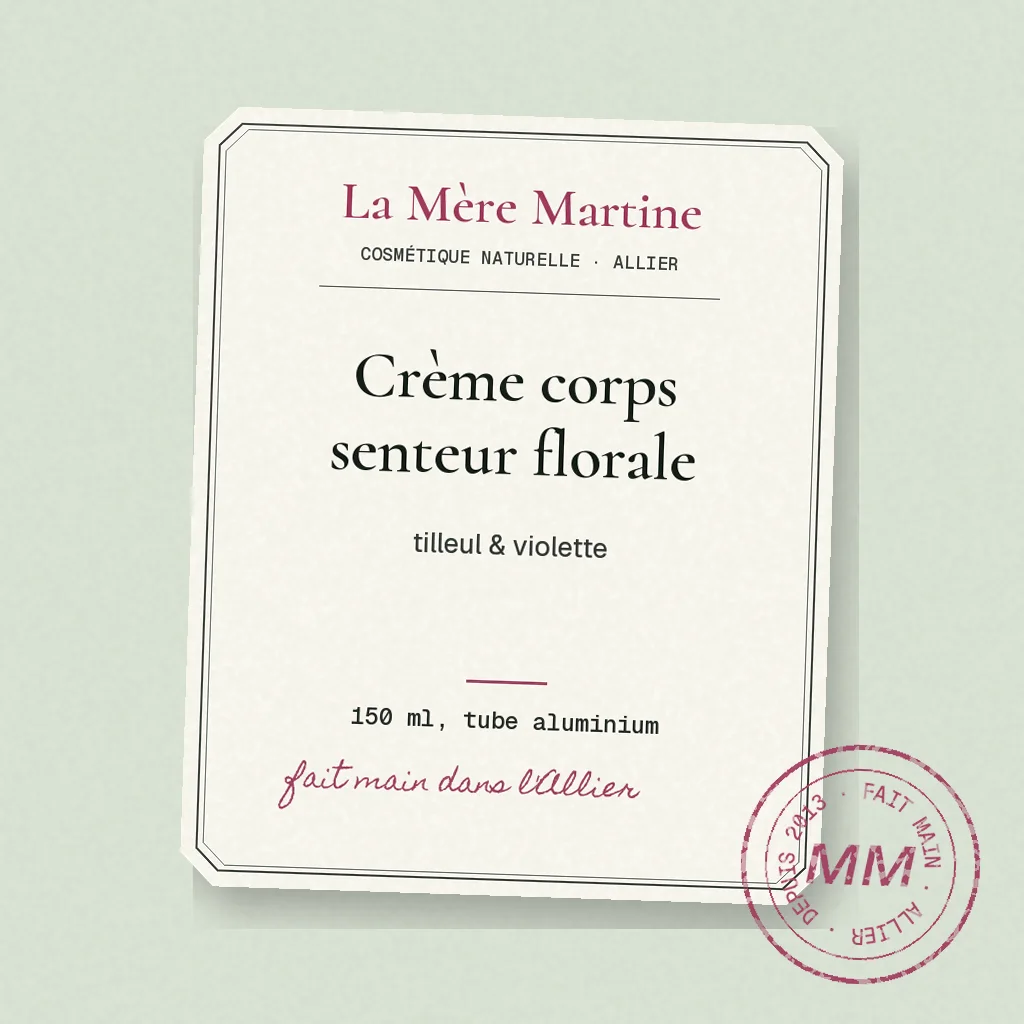 La Mère Martine
COSMÉTIQUE NATURELLE · ALLIER
Crème corps
senteur florale
tilleul & violette
150 ml, tube aluminium
fait main dans l'Allier
DEPUIS 2013 · FAIT MAIN · ALLIER ·
MM